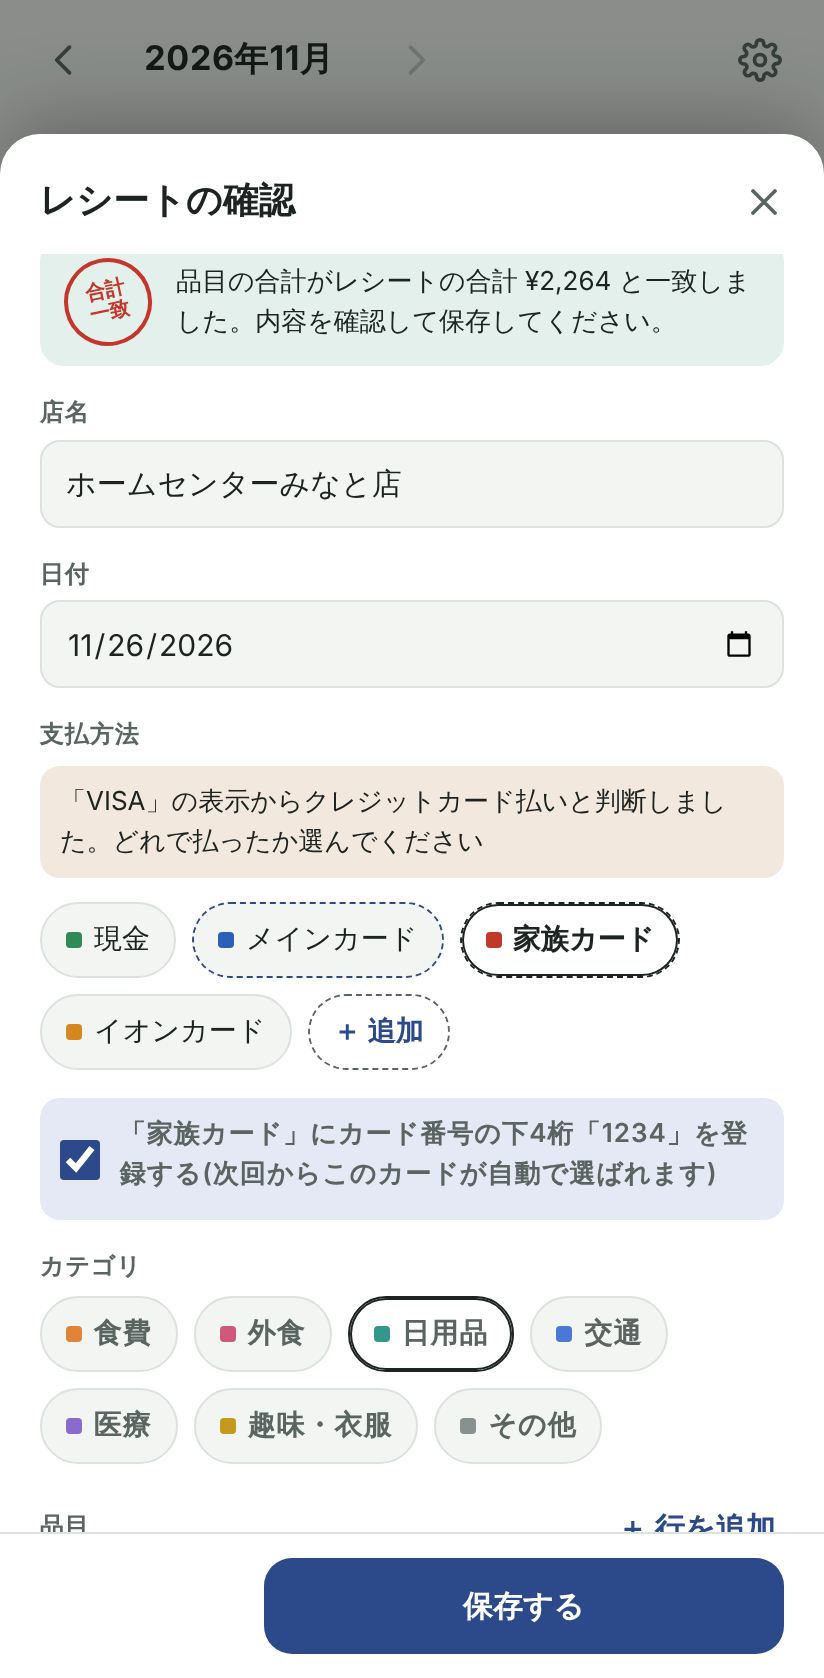 2026年11月
レシートの確認
合計
一致
品目の合計がレシートの合計 ¥2,264 と一致しま
した。内容を確認して保存してください。
店名
ホームセンターみなと店
日付
11/26/2026
支払方法
「VISA」の表示からクレジットカード払いと判断しまし
た。どれで払ったか選んでください
現金 メインカード 家族カード
イオンカード + 追加
「家族カード」にカード番号の下4桁「1234」を登
録する(次回からこのカードが自動で選ばれます)
カテゴリ
食費 外食 日用品 交通
医療 趣味・衣服 その他
品目 + 行を追加
保存する